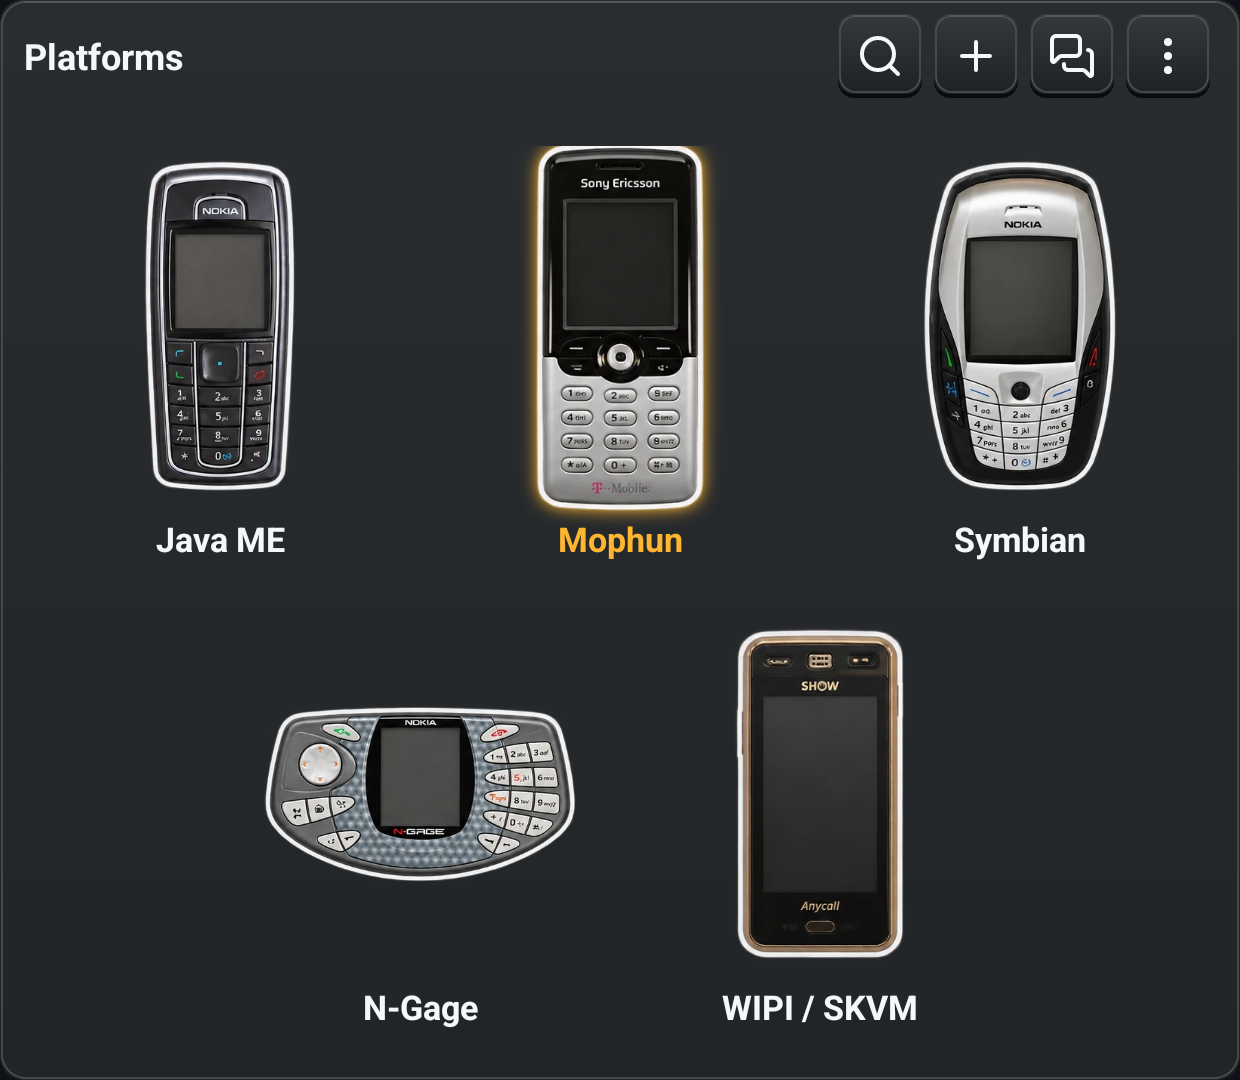 Platforms
NOKIA
Sony Ericsson
NOKIA
T··Mobile·
Java ME
Mophun
Symbian
SHOW
NOKIA
N·GAGE
Anycall
N-Gage
WIPI / SKVM